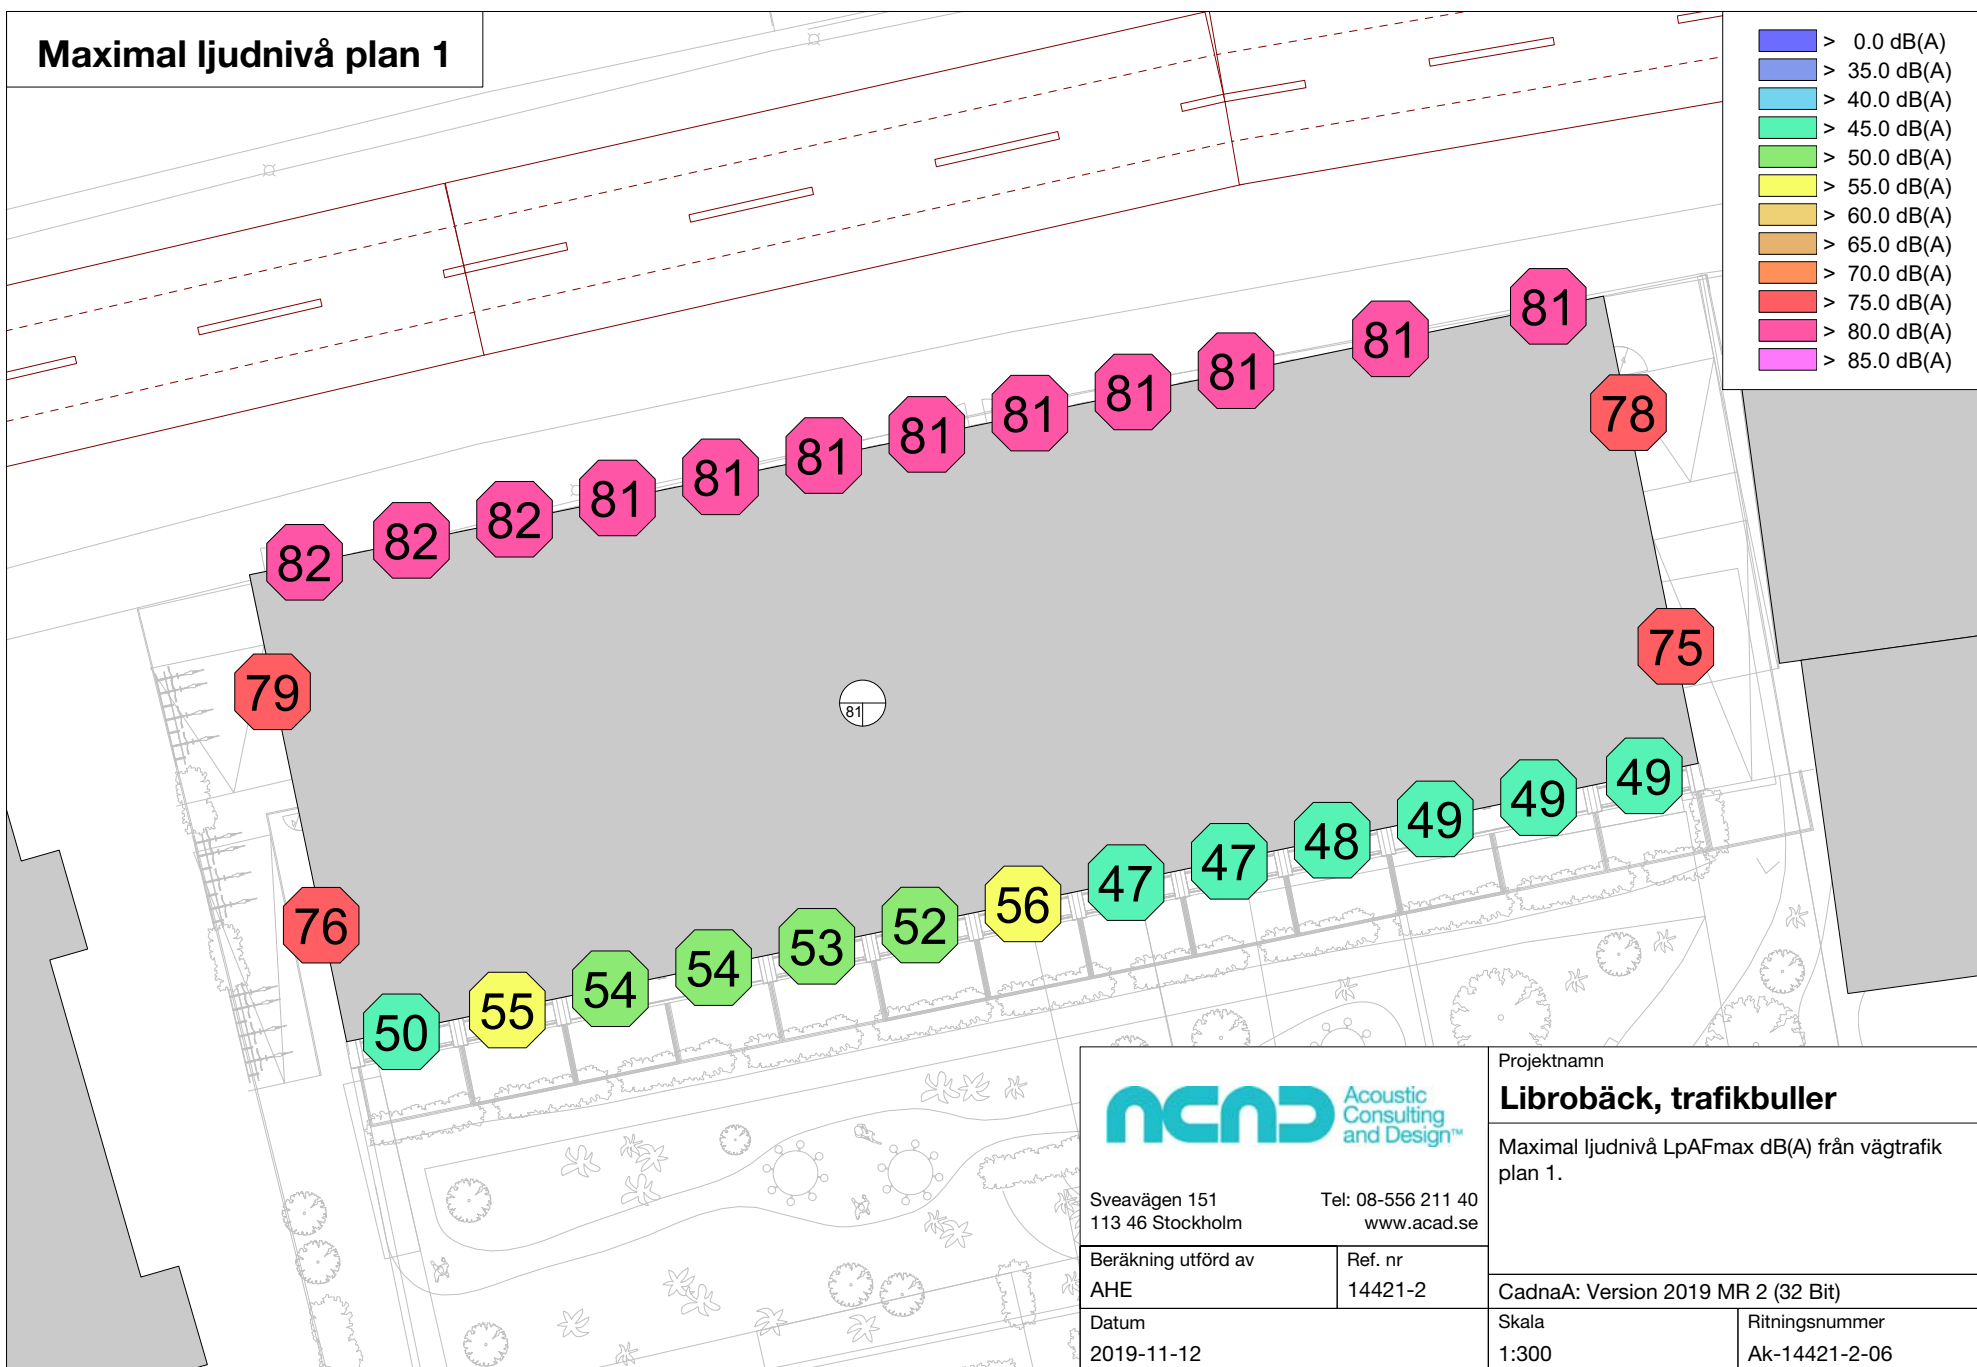 Maximal ljudnivå plan 1
> 0.0 dB(A)
> 35.0 dB(A)
> 40.0 dB(A)
> 45.0 dB(A)
> 50.0 dB(A)
> 55.0 dB(A)
> 60.0 dB(A)
> 65.0 dB(A)
> 70.0 dB(A)
> 75.0 dB(A)
> 80.0 dB(A)
> 85.0 dB(A)
82 82 82 81 81 81 81 81 81 81 81 81
78
75
79
76
81
50 55 54 54 53 52 56 47 47 48 49 49 49
acad
Acoustic
Consulting
and Design™
Sveavägen 151
113 46 Stockholm
Tel: 08-556 211 40
www.acad.se
Projektnamn
Librobäck, trafikbuller
Maximal ljudnivå LpAFmax dB(A) från vägtrafik
plan 1.
Beräkning utförd av
AHE
Ref. nr
14421-2
CadnaA: Version 2019 MR 2 (32 Bit)
Datum
2019-11-12
Skala
1:300
Ritningsnummer
Ak-14421-2-06